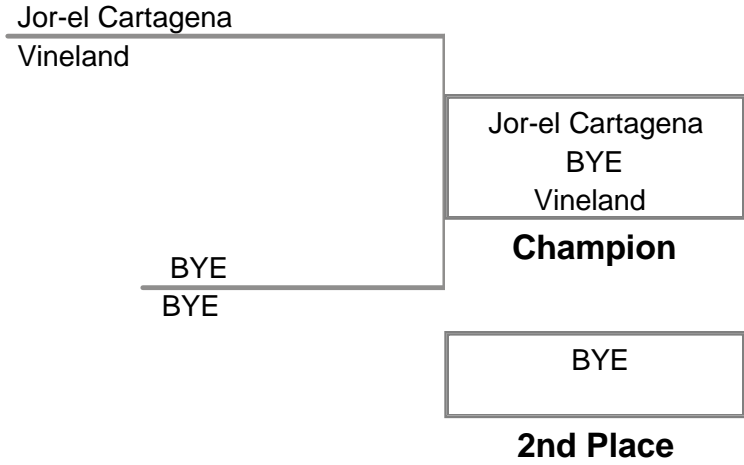 Jor-el Cartagena
Vineland
Jor-el Cartagena
BYE
Vineland
Champion
BYE
BYE
BYE
2nd Place